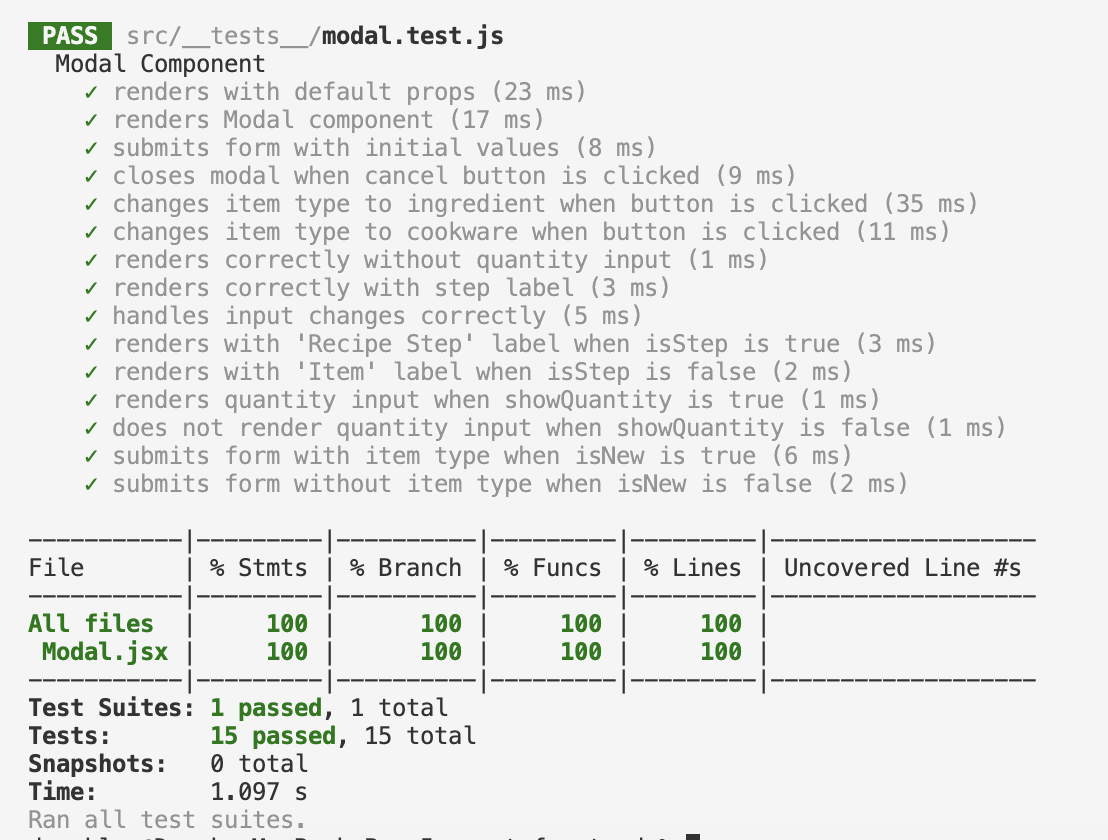 PASS src/__tests__/modal.test.js
Modal Component
✓ renders with default props (23 ms)
✓ renders Modal component (17 ms)
✓ submits form with initial values (8 ms)
✓ closes modal when cancel button is clicked (9 ms)
✓ changes item type to ingredient when button is clicked (35 ms)
✓ changes item type to cookware when button is clicked (11 ms)
✓ renders correctly without quantity input (1 ms)
✓ renders correctly with step label (3 ms)
✓ handles input changes correctly (5 ms)
✓ renders with 'Recipe Step' label when isStep is true (3 ms)
✓ renders with 'Item' label when isStep is false (2 ms)
✓ renders quantity input when showQuantity is true (1 ms)
✓ does not render quantity input when showQuantity is false (1 ms)
✓ submits form with item type when isNew is true (6 ms)
✓ submits form without item type when isNew is false (2 ms)
-----------|---------|----------|---------|---------|-------------------
File | % Stmts | % Branch | % Funcs | % Lines | Uncovered Line #s
-----------|---------|----------|---------|---------|-------------------
All files | 100 | 100 | 100 | 100 |
Modal.jsx | 100 | 100 | 100 | 100 |
-----------|---------|----------|---------|---------|-------------------
Test Suites: 1 passed, 1 total
Tests: 15 passed, 15 total
Snapshots: 0 total
Time: 1.097 s
Ran all test suites.